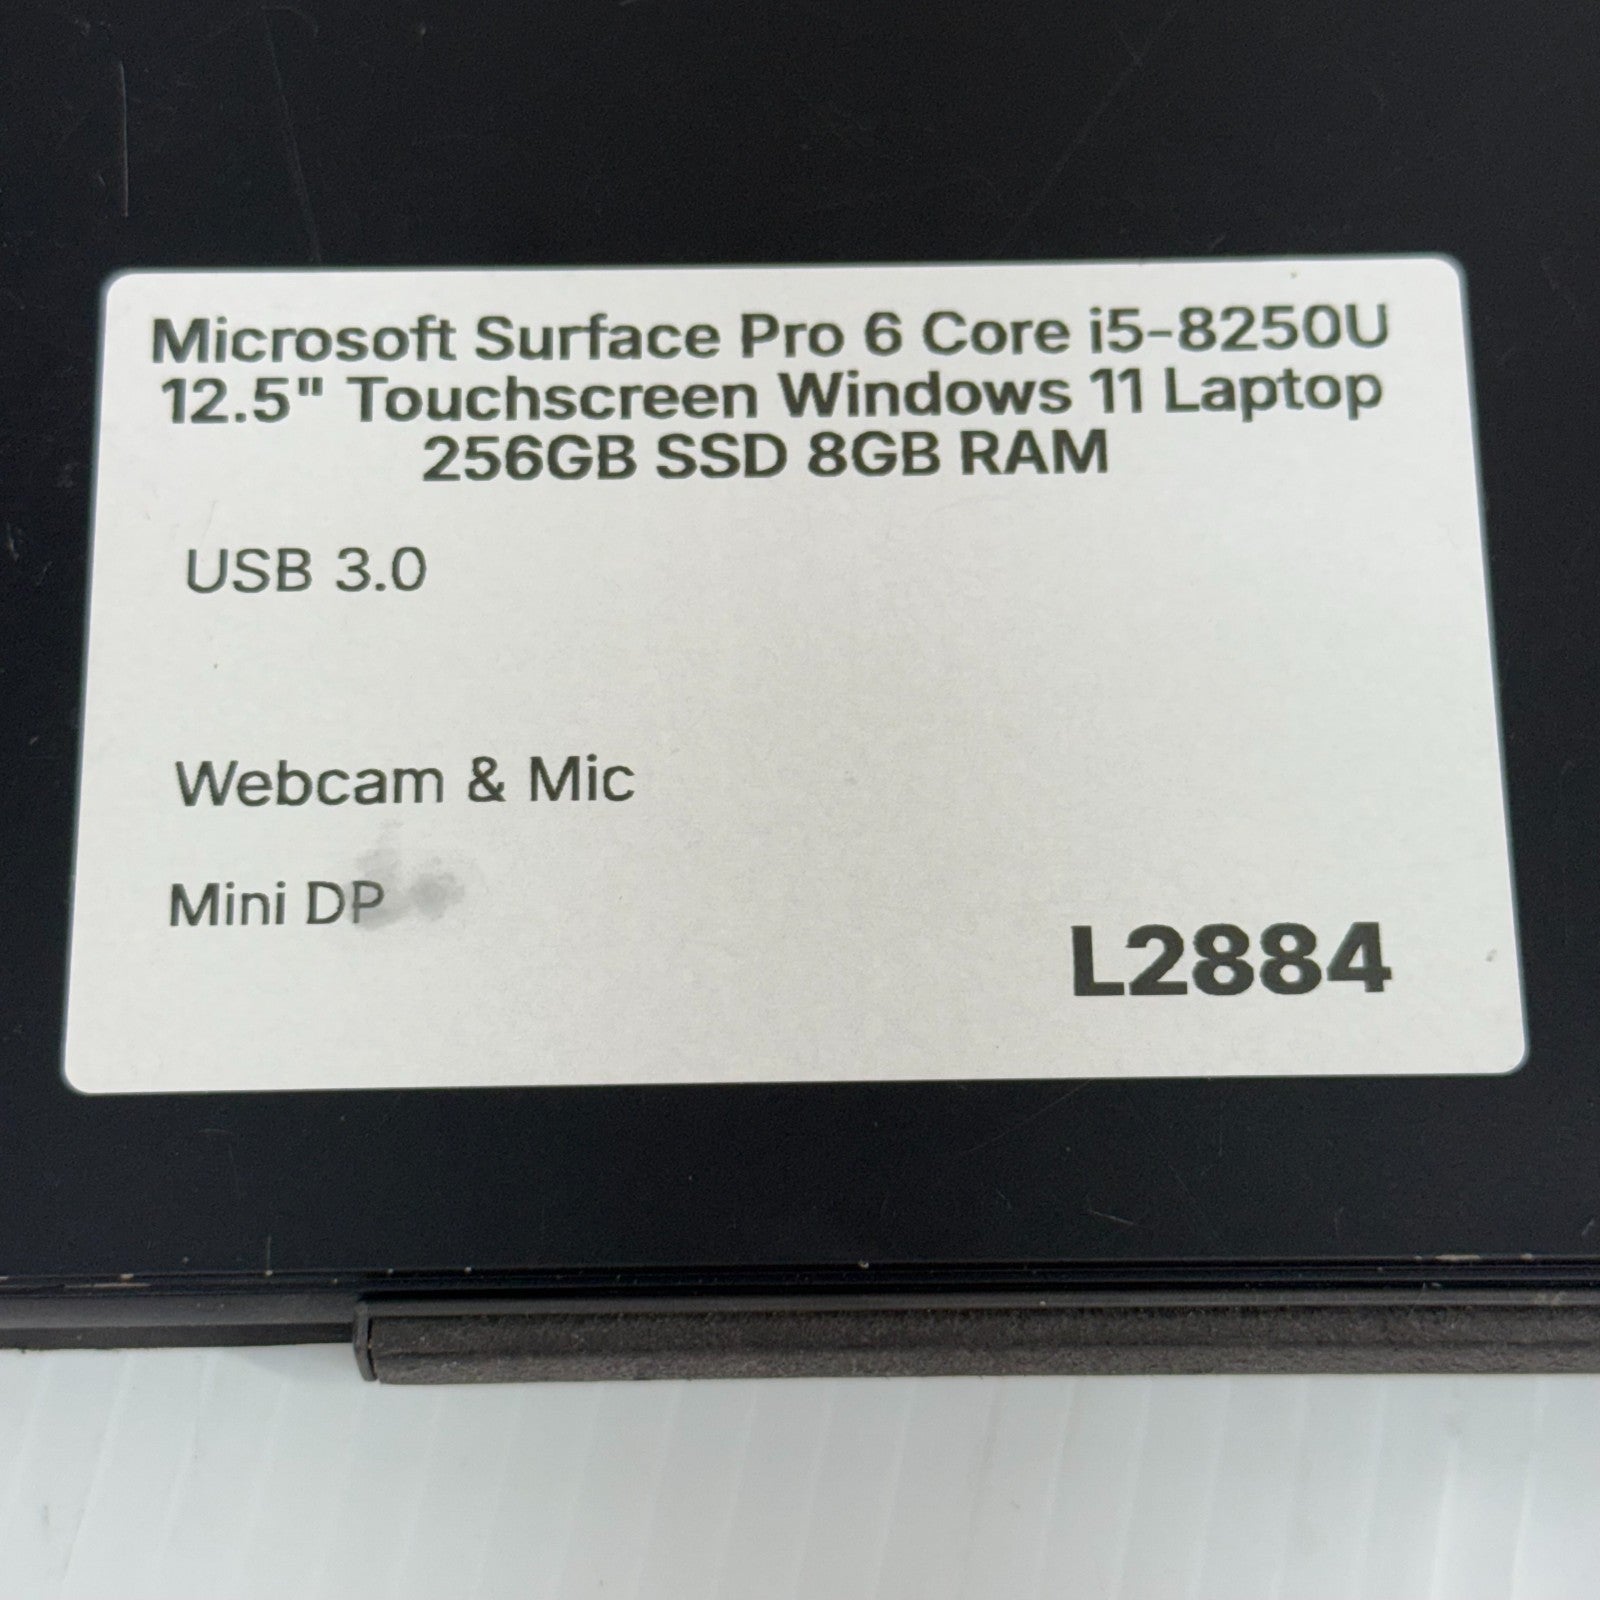 Microsoft Surface Pro 6 Core i5-8250U
12.5" Touchscreen Windows 11 Laptop
256GB SSD 8GB RAM
USB 3.0
Webcam & Mic
Mini DP
L2884